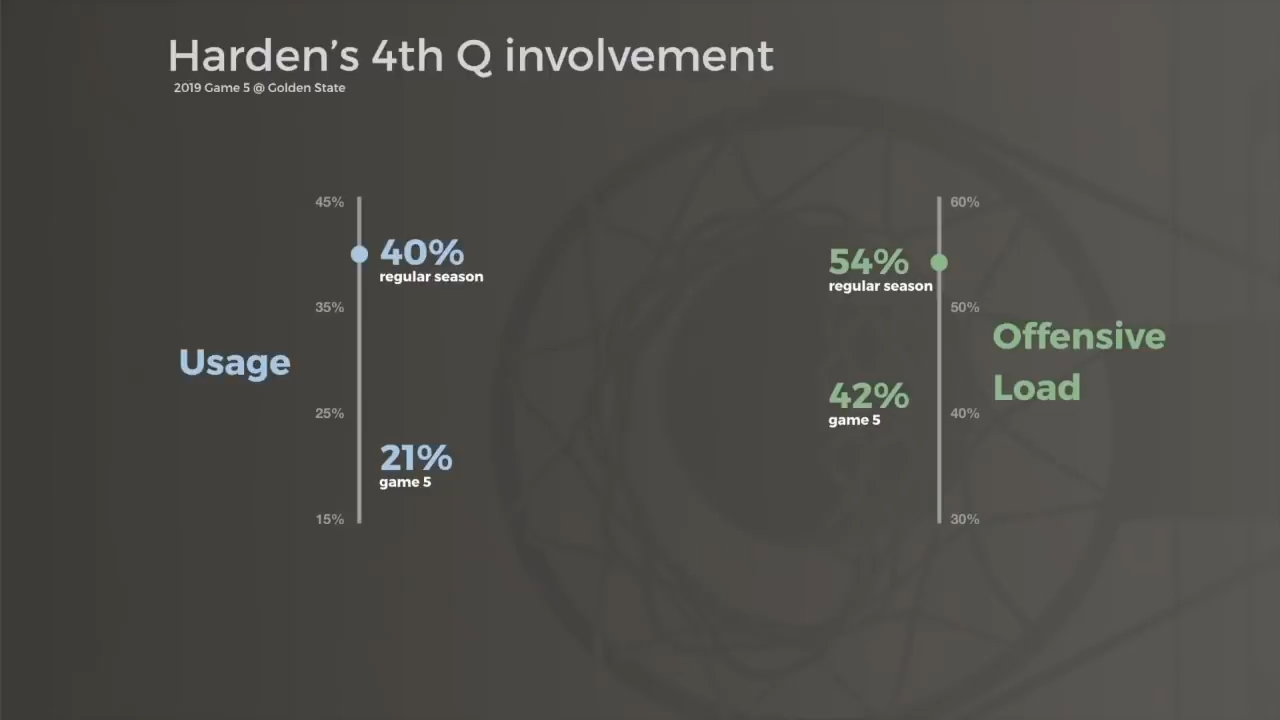 Harden's 4th Q involvement
2019 Game 5 @ Golden State
Usage
45%
35%
25%
15%
40%
regular season
21%
game 5
54%
regular season
42%
game 5
60%
50%
40%
30%
Offensive
Load